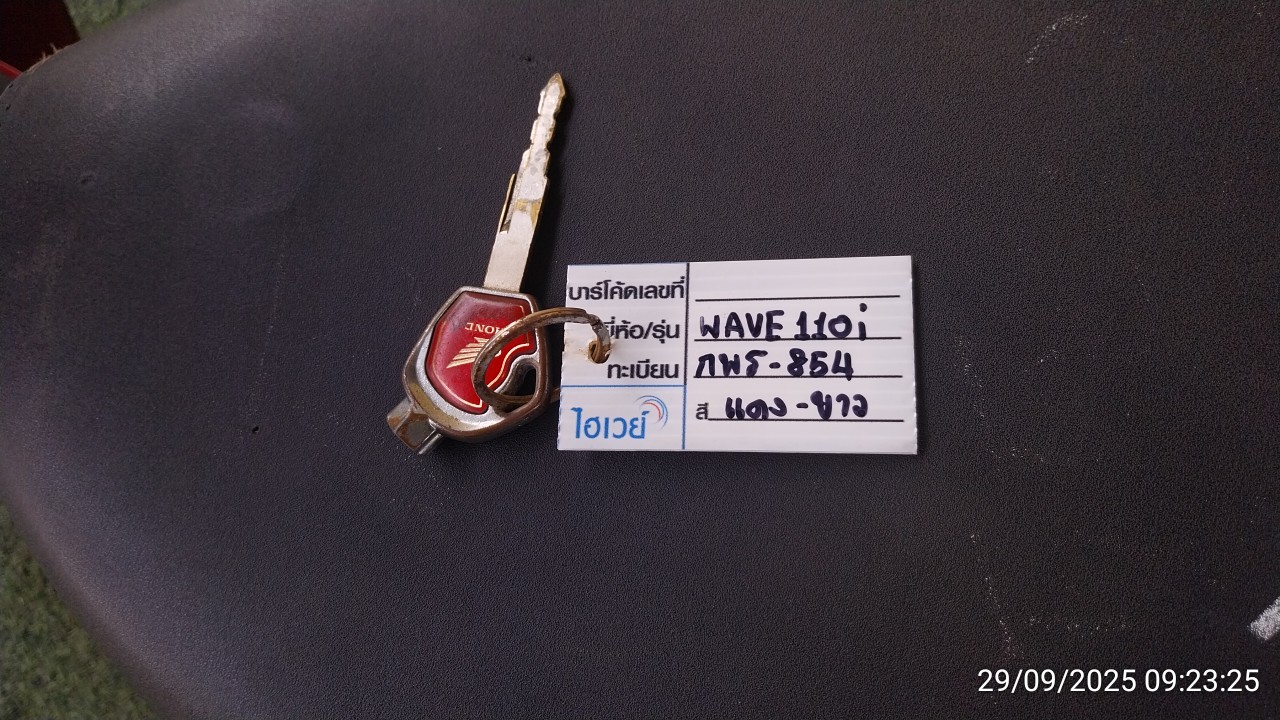 HOND
บาร์โค้ดเลขที่
ยี่ห้อ/รุ่น WAVE 110i
ทะเบียน กพร-854
ไฮเวย์
สี แดง-ขาว
29/09/2025 09:23:25